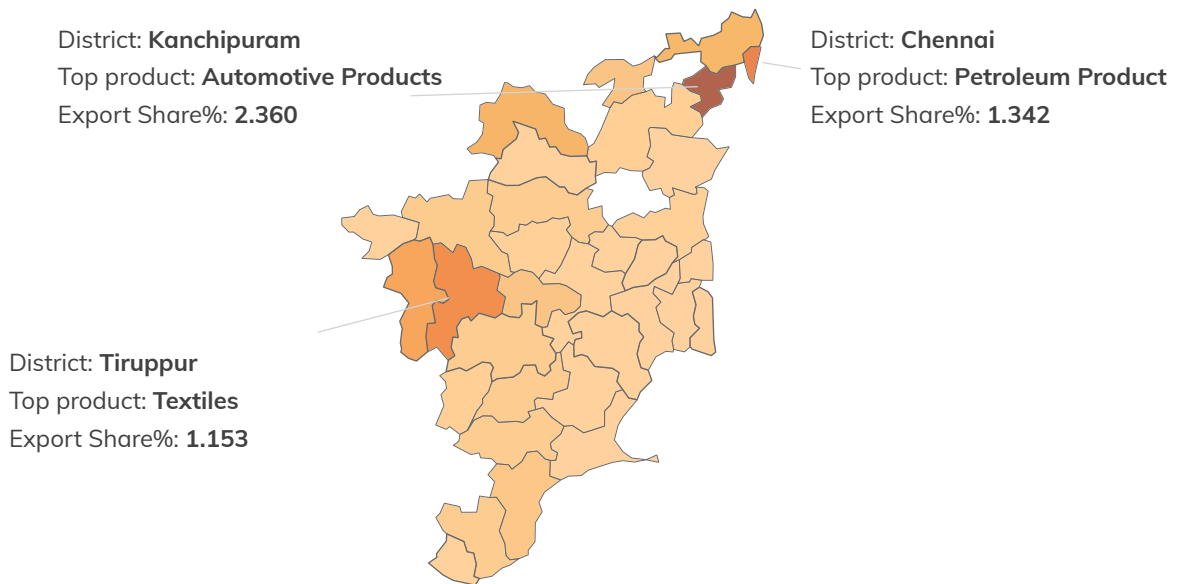 District: Kanchipuram
Top product: Automotive Products
Export Share%: 2.360
District: Chennai
Top product: Petroleum Product
Export Share%: 1.342
District: Tiruppur
Top product: Textiles
Export Share%: 1.153